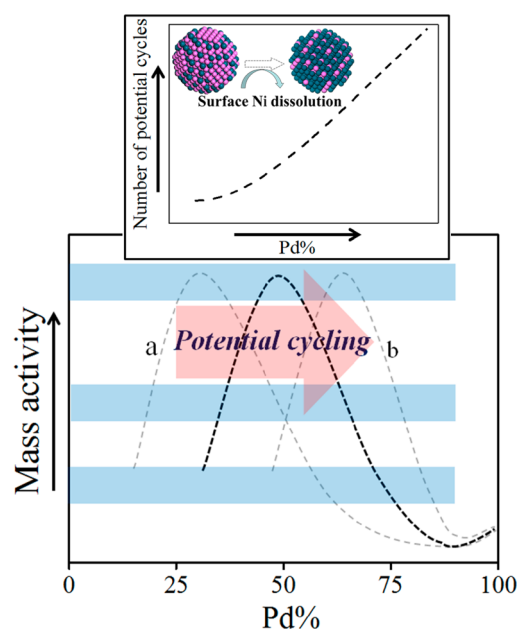 Number of potential cycles
Surface Ni dissolution
Pd%
Mass activity
a
Potential cycling
b
0
25
50
75
100
Pd%